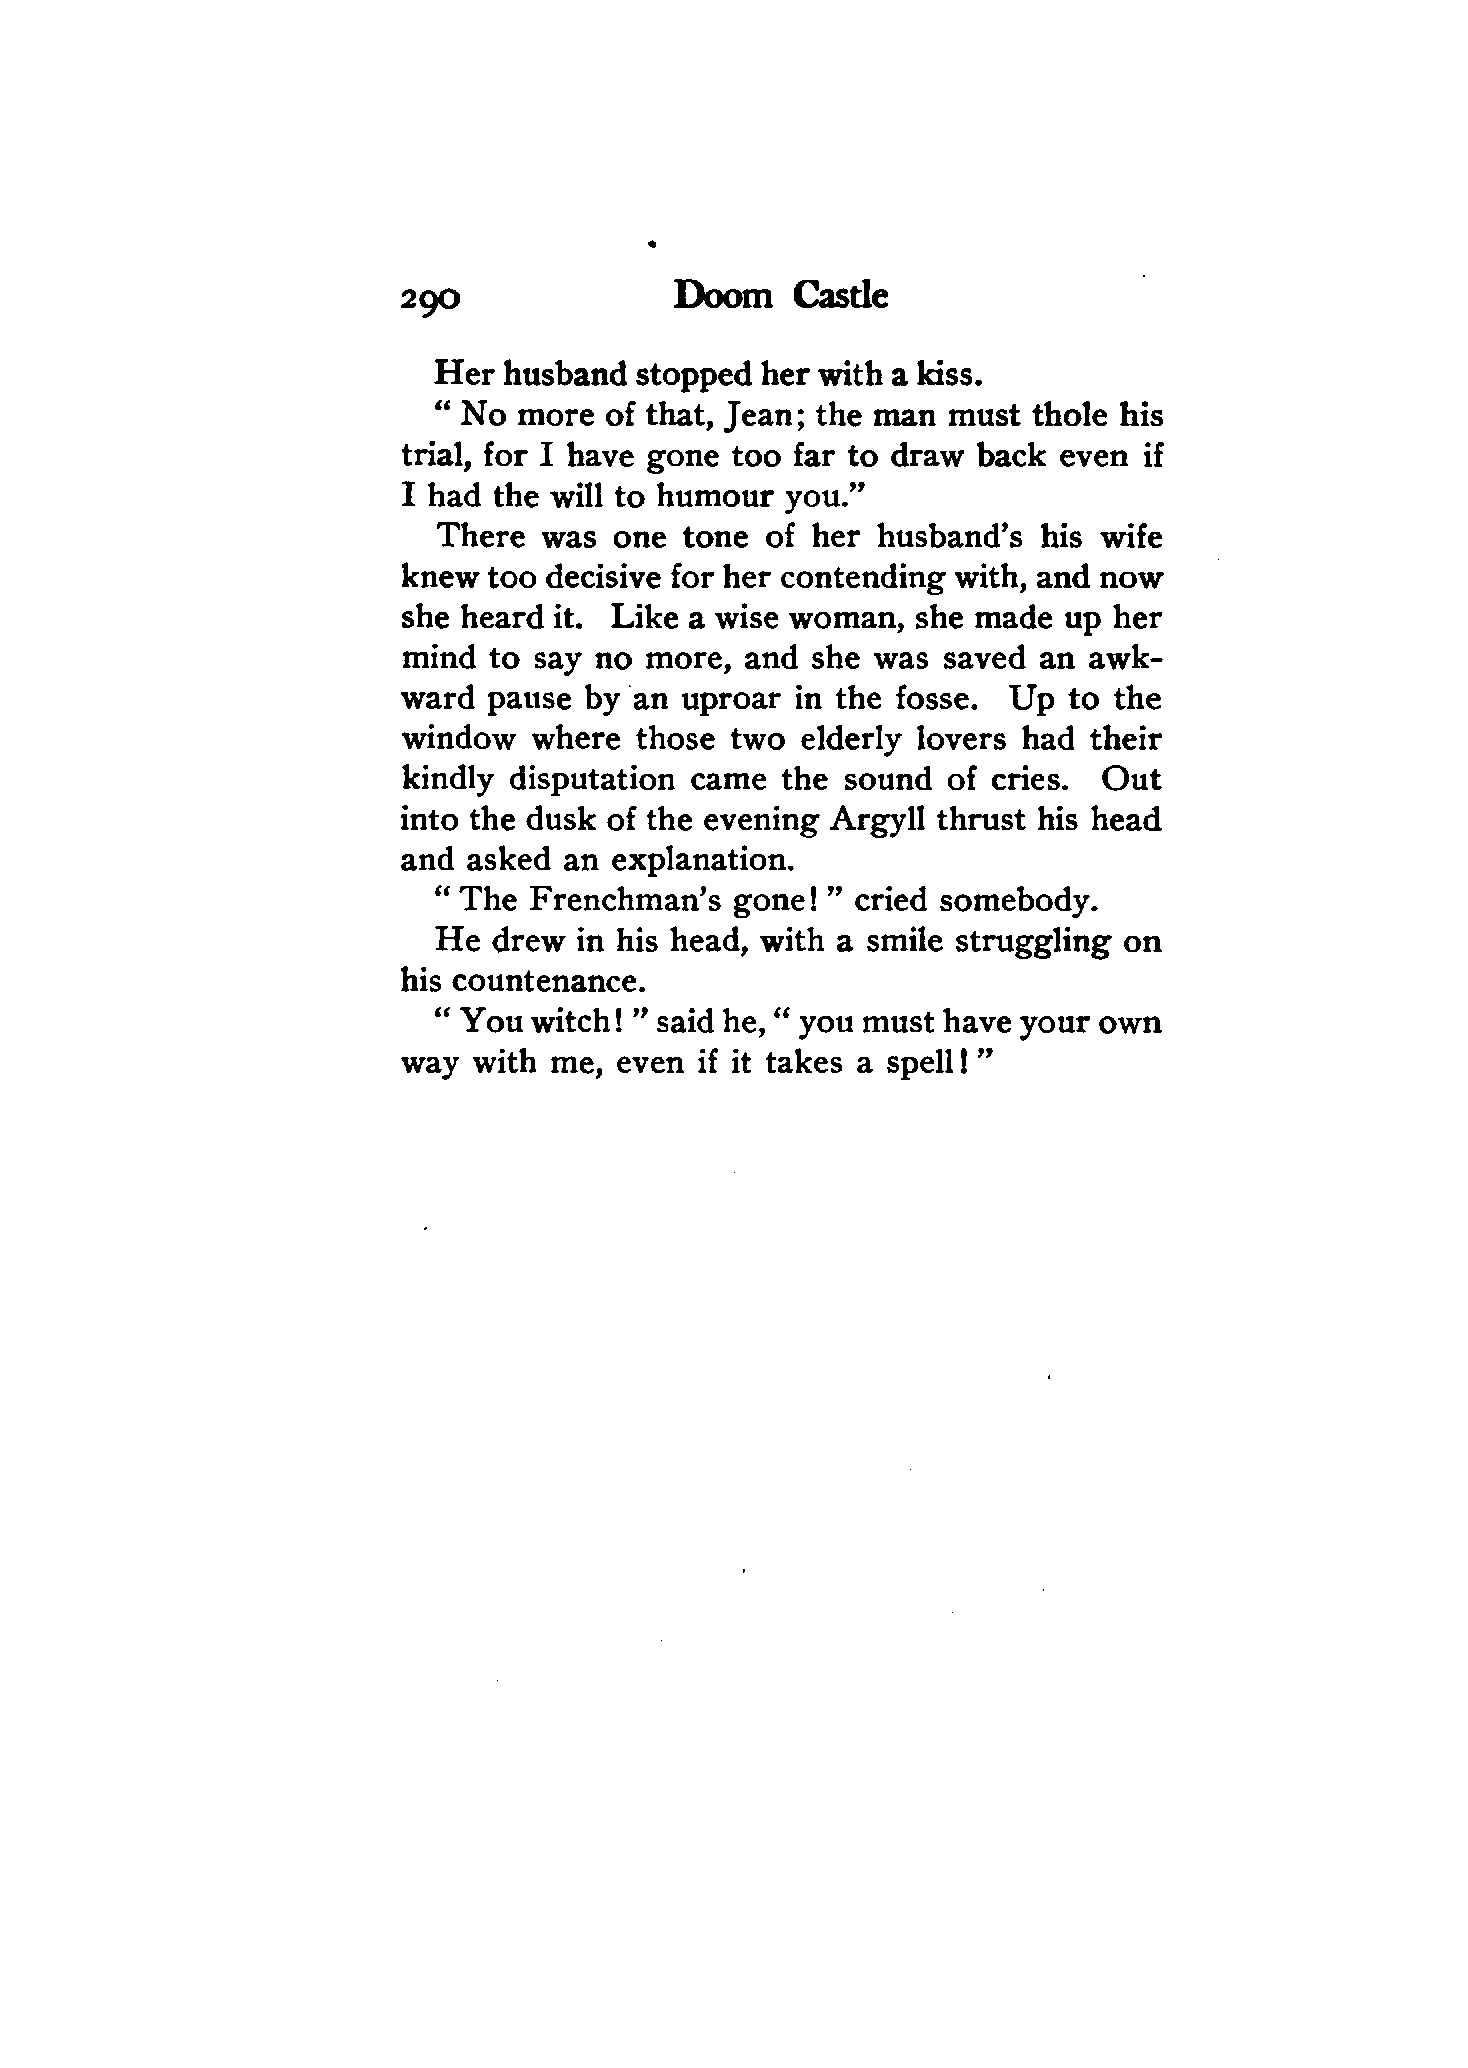 290 Doom Castle
Her husband stopped her with a kiss.
“ No more of that, Jean; the man must thole his
trial, for I have gone too far to draw back even if
I had the will to humour you.”
There was one tone of her husband's his wife
knew too decisive for her contending with, and now
she heard it. Like a wise woman, she made up her
mind to say no more, and she was saved an awk-
ward pause by an uproar in the fosse. Up to the
window where those two elderly lovers had their
kindly disputation came the sound of cries. Out
into the dusk of the evening Argyll thrust his head
and asked an explanation.
“ The Frenchman's gone! ” cried somebody.
He drew in his head, with a smile struggling on
his countenance.
“ You witch! ” said he, “ you must have your own
way with me, even if it takes a spell! ”